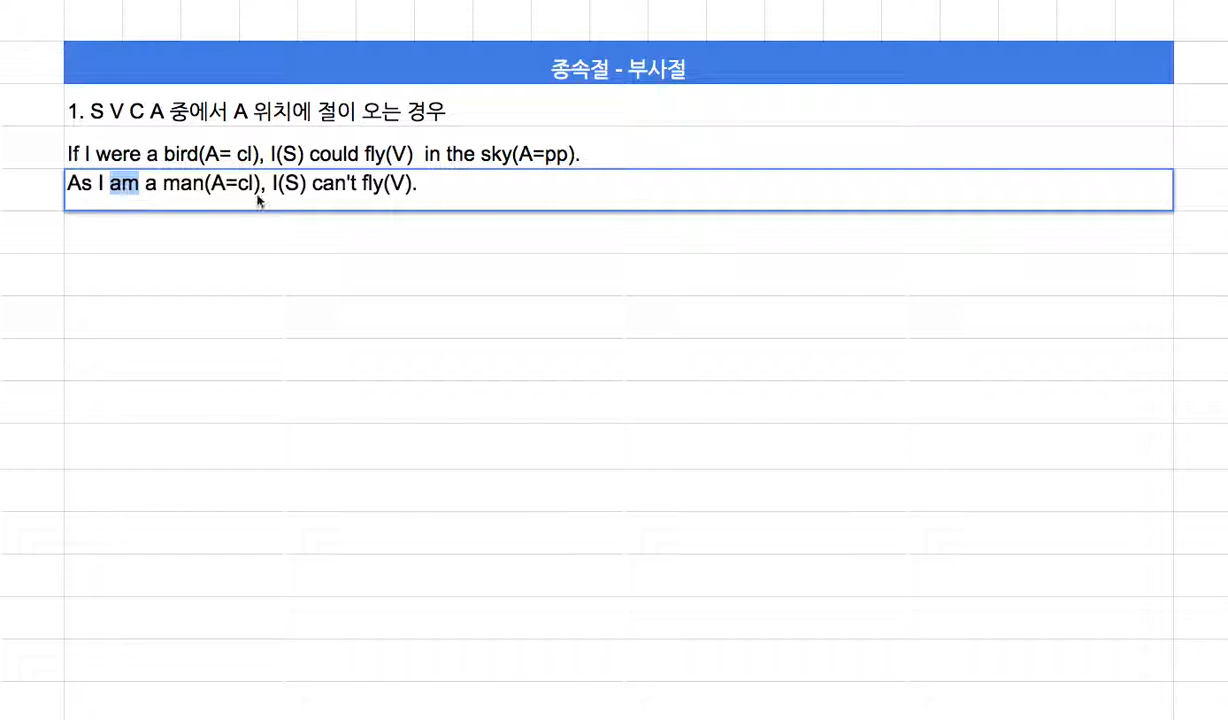 종속절 - 부사절
1. S V C A 중에서 A 위치에 절이 오는 경우
If I were a bird(A= cl), I(S) could fly(V)  in the sky(A=pp).
As I am a man(A=cl), I(S) can't fly(V).